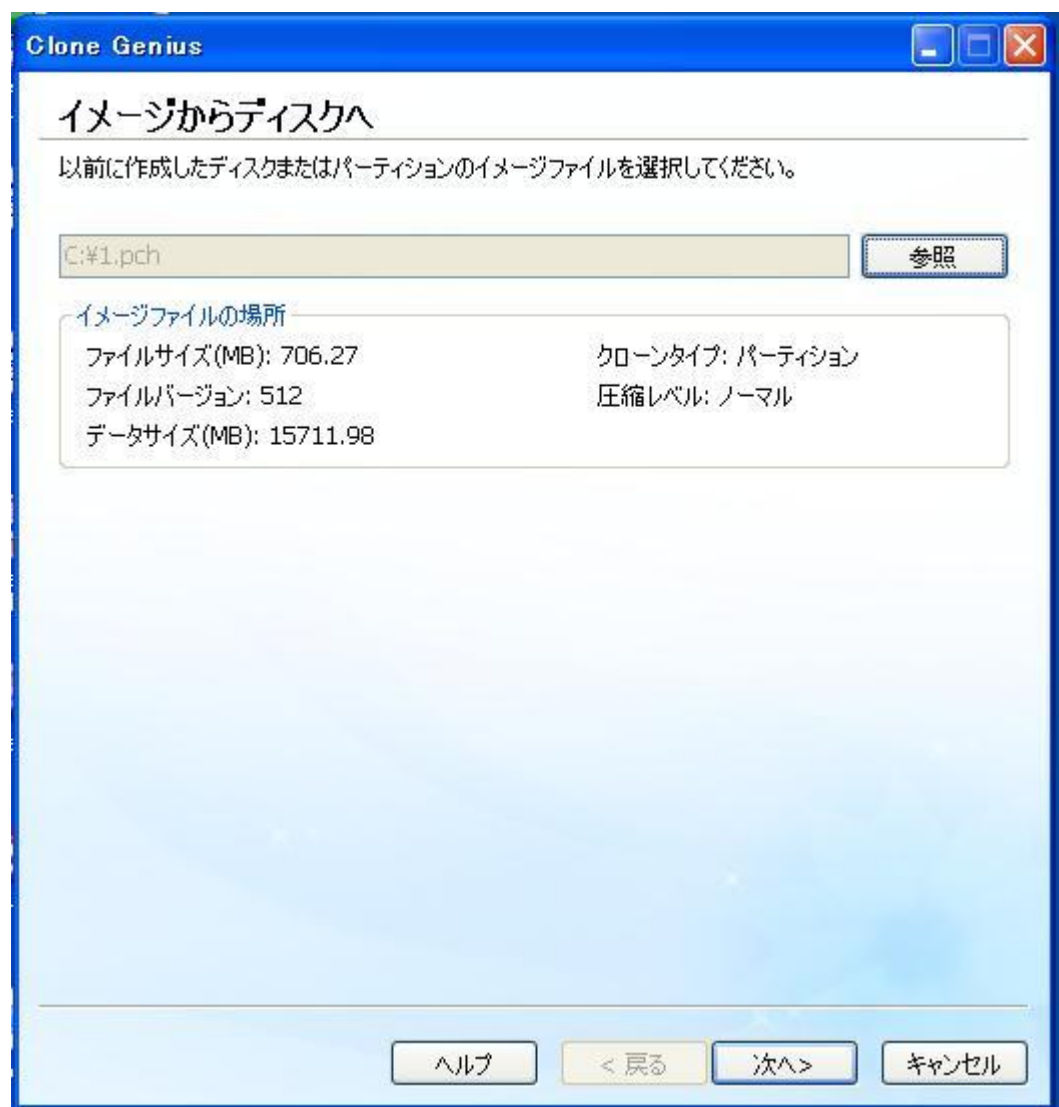 Clone Genius
イメージからディスクへ
以前に作成したディスクまたはパーティションのイメージファイルを選択してください。
C:¥1.pch
参照
イメージファイルの場所
ファイルサイズ(MB): 706.27
クローンタイプ: パーティション
ファイルバージョン: 512
圧縮レベル: ノーマル
データサイズ(MB): 15711.98
ヘルプ
< 戻る
次へ>
キャンセル